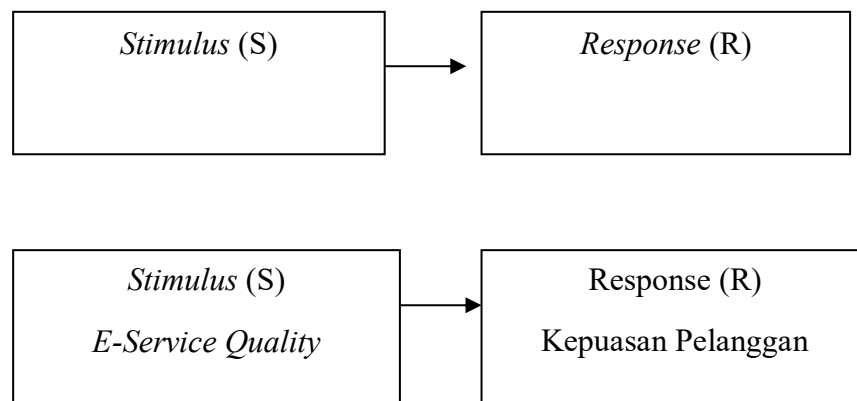 Stimulus (S)
Response (R)
Stimulus (S)
E-Service Quality
Response (R)
Kepuasan Pelanggan